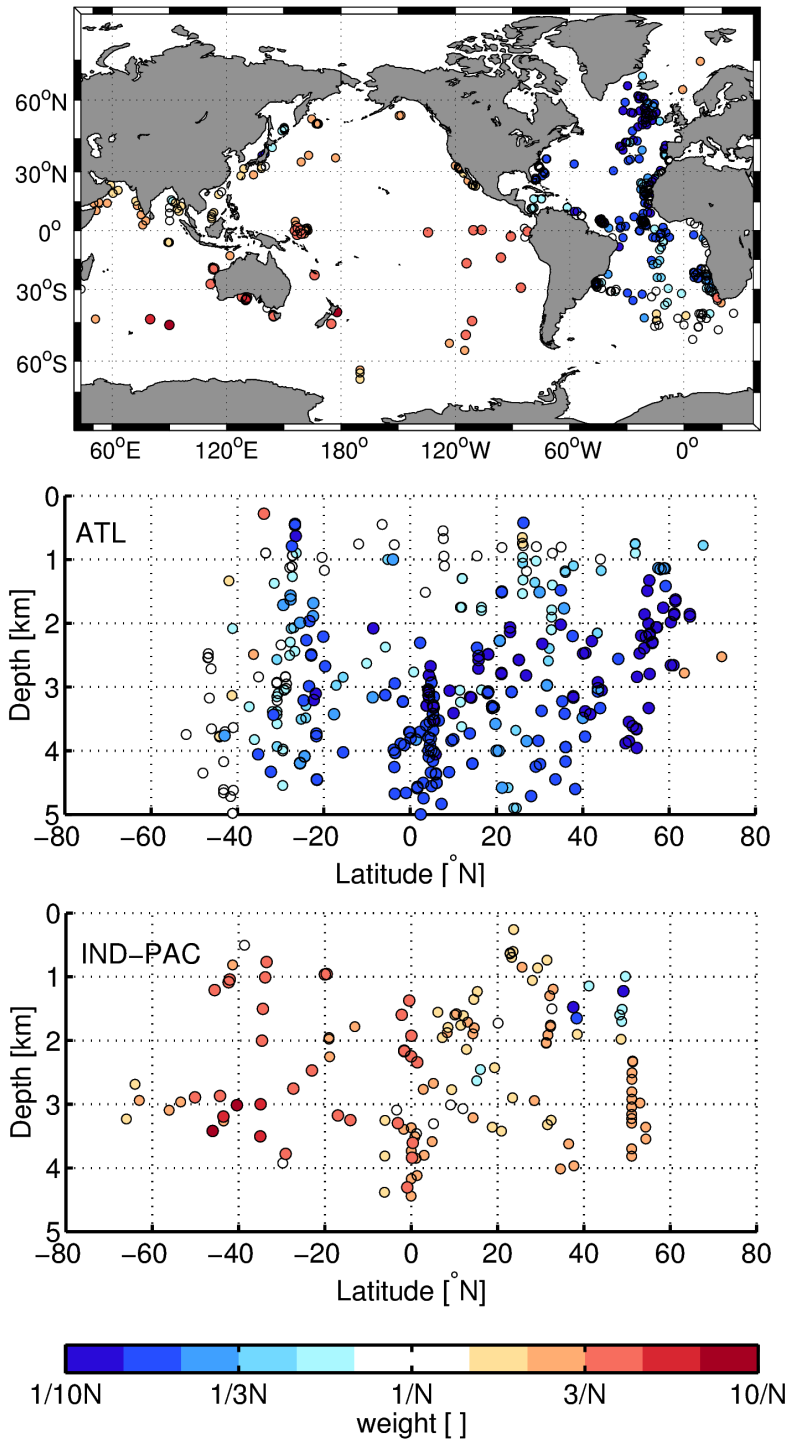 60°N
30°N
0°
30°S
60°S
60°E 120°E 180° 120°W 60°W 0°
0
1
2
3
4
5
ATL
Depth [km]
−80 −60 −40 −20 0 20 40 60 80
Latitude [°N]
0
1
2
3
4
5
IND−PAC
Depth [km]
−80 −60 −40 −20 0 20 40 60 80
Latitude [°N]
1/10N 1/3N 1/N 3/N 10/N
weight [ ]